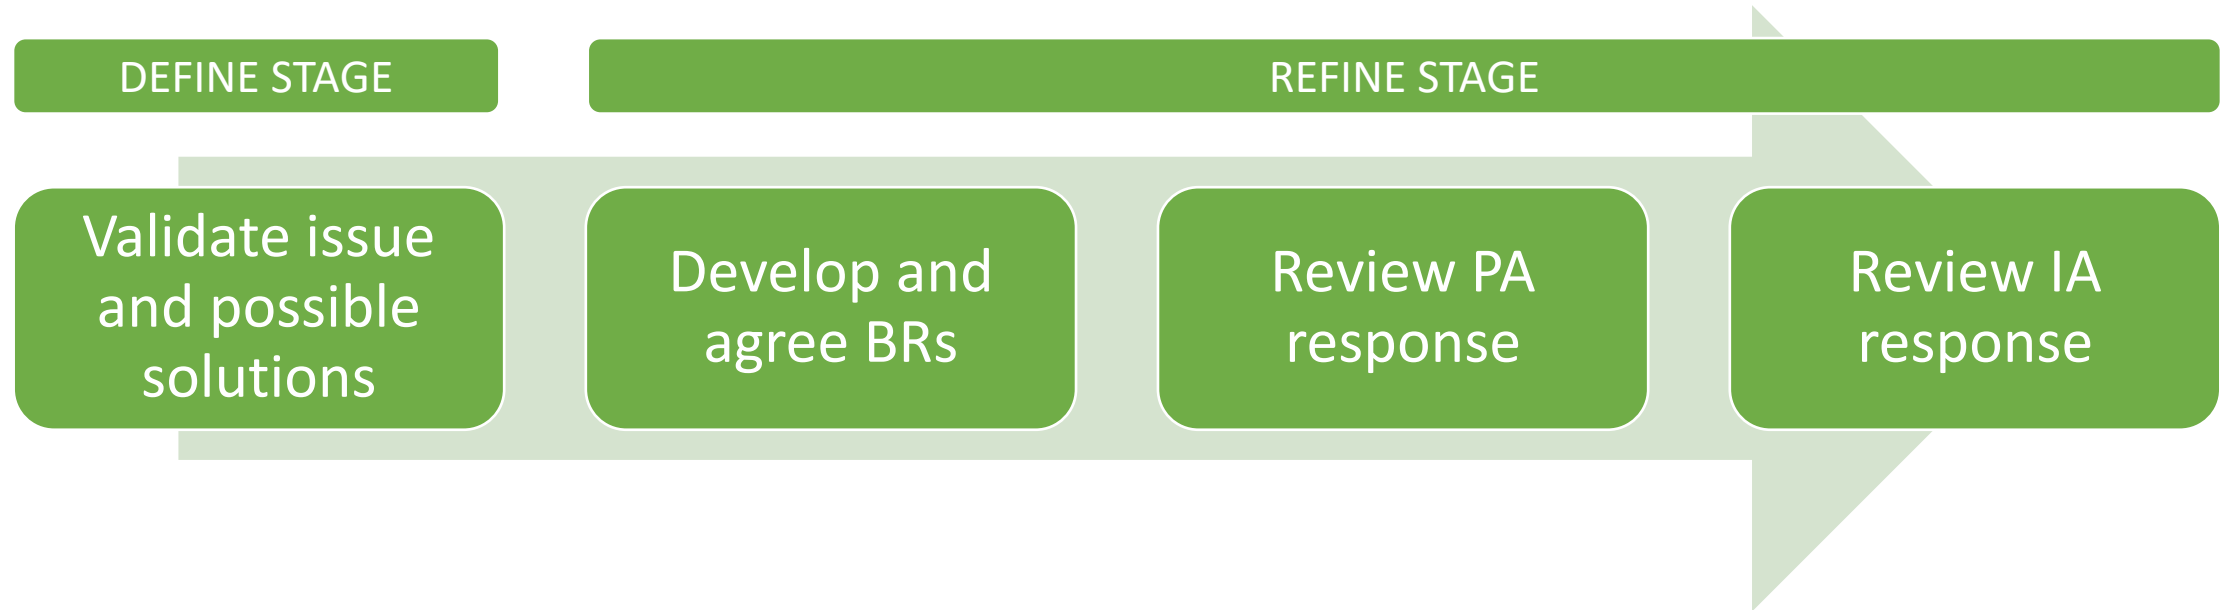 DEFINE STAGE
REFINE STAGE
Validate issue
and possible
solutions
Develop and
agree BRs
Review PA
response
Review IA
response